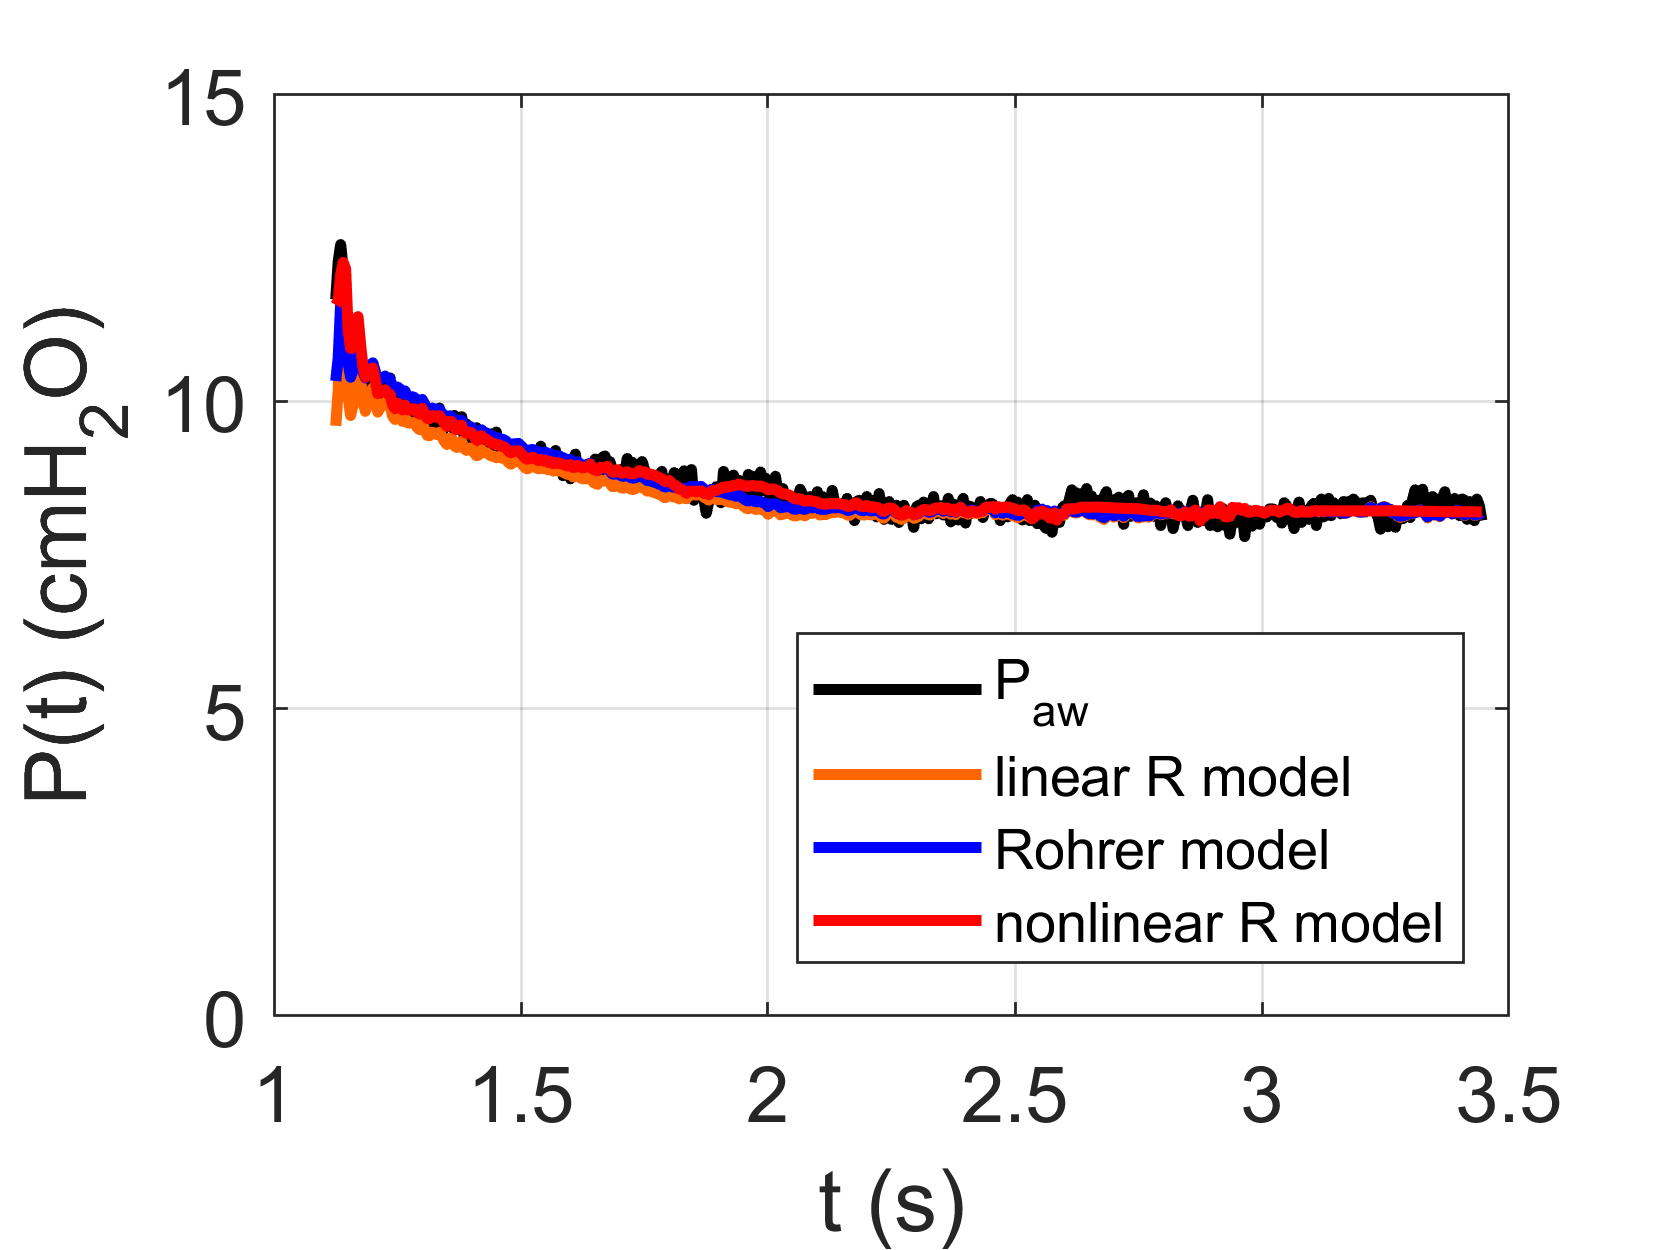 15
10
5
0
P(t) (cmH2O)
1 1.5 2 2.5 3 3.5
t (s)
Paw
linear R model
Rohrer model
nonlinear R model